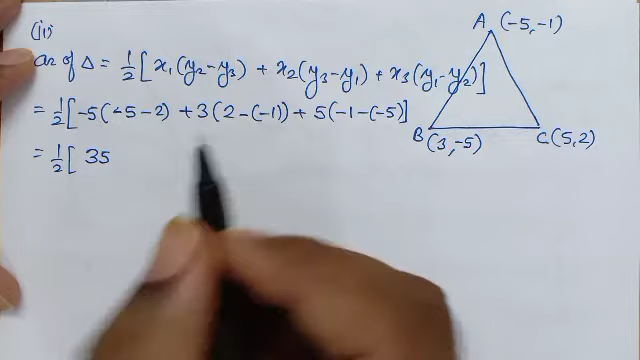 (ii)
ar of Δ = 1/2 [ x₁(y₂-y₃) + x₂(y₃-y₁) + x₃(y₁-y₂) ]
= 1/2 [ -5(-5-2) + 3(2-(-1)) + 5(-1-(-5) ]
= 1/2 [ 35
A (-5,-1)
B (3,-5)
C (5,2)